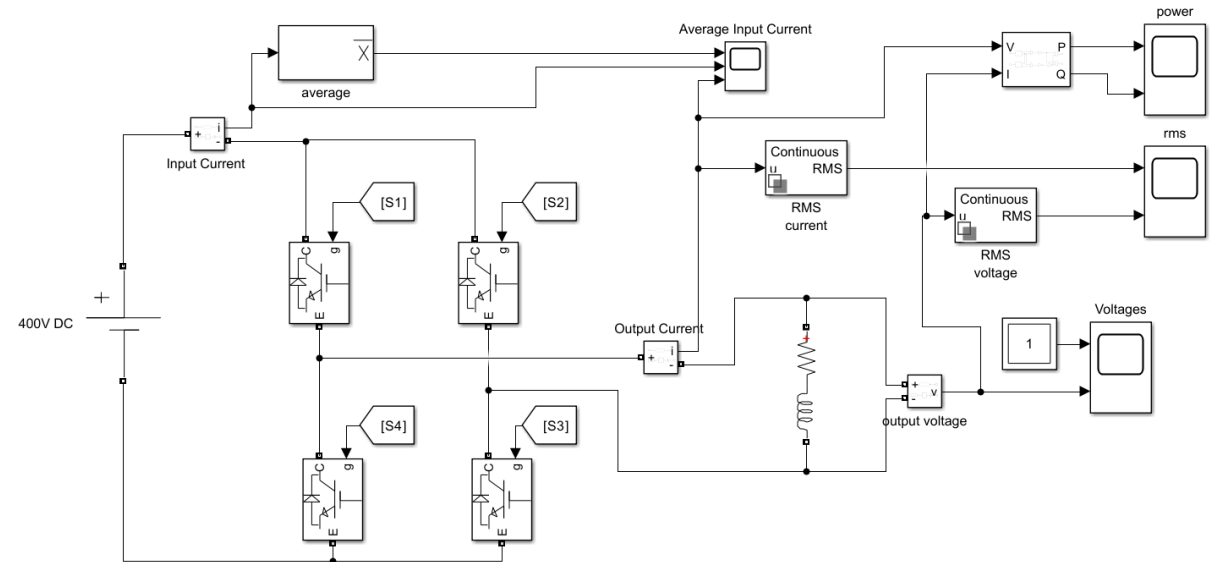 power
Average Input Current
X
average
V
P
I
Q
i
+
-
Input Current
rms
Continuous
u
RMS
RMS
current
Continuous
u
RMS
RMS
voltage
[S1]
[S2]
C
g
E
C
g
E
+
400V DC
Output Current
i
+
-
Voltages
1
+
+
-
v
output voltage
[S4]
[S3]
C
g
E
C
g
E